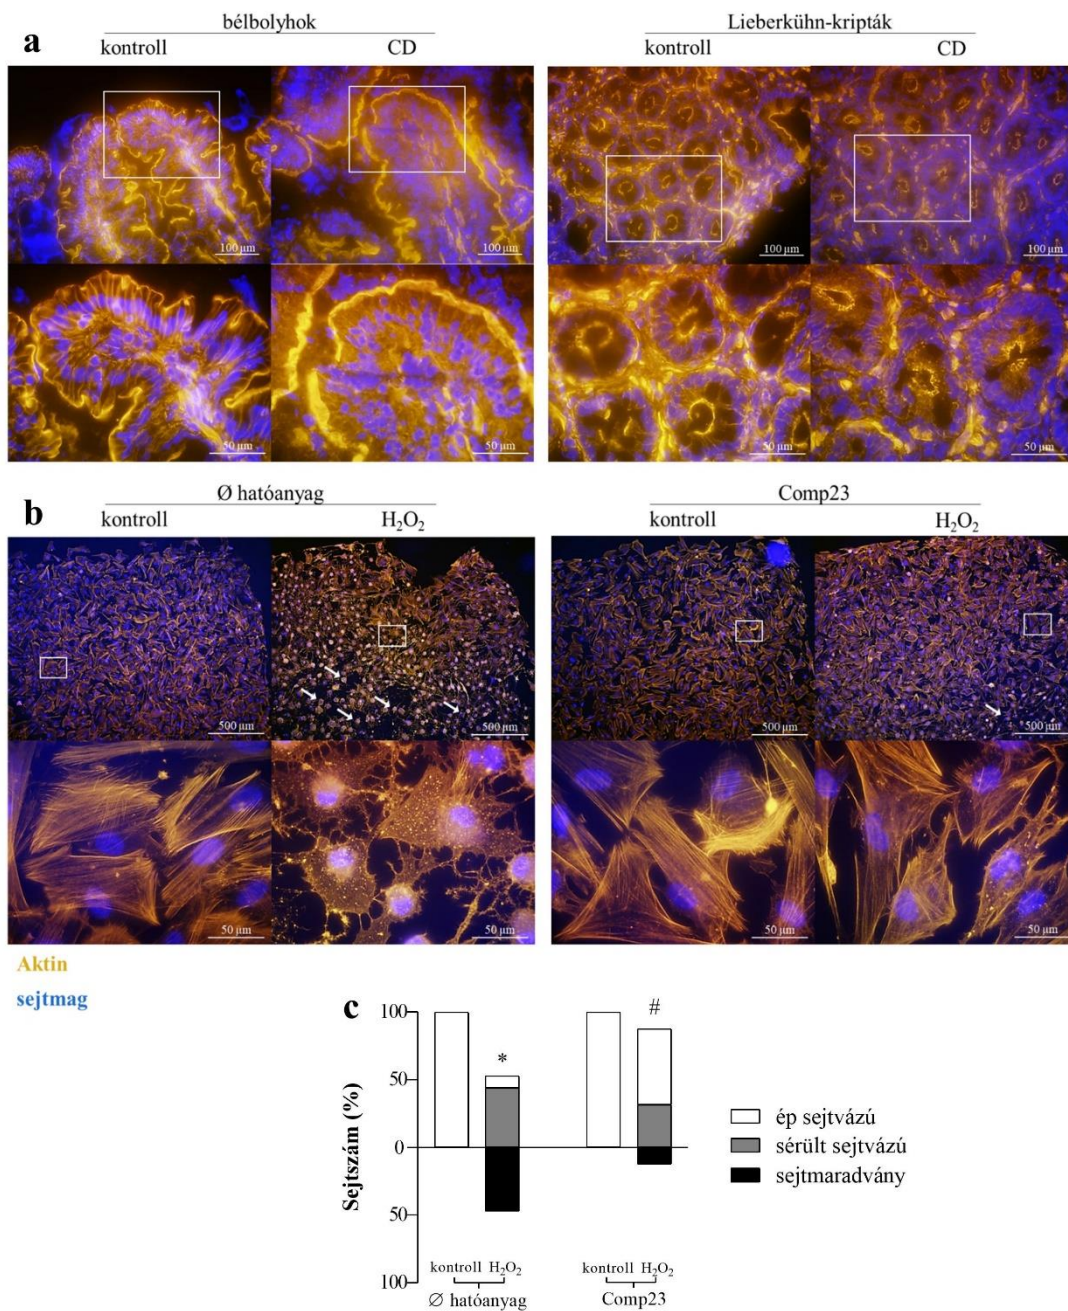 a
bélbolyhok
kontroll CD
Lieberkühn-kripták
kontroll CD
100 µm 100 µm 100 µm 100 µm
50 µm 50 µm 50 µm 50 µm
b
Ø hatóanyag
kontroll H₂O₂
Comp23
kontroll H₂O₂
500 µm 500 µm 500 µm 500 µm
50 µm 50 µm 50 µm 50 µm
Aktin
sejtmag
c
100
50
0
50
100
Sejtszám (%)
*
#
kontroll H₂O₂
Ø hatóanyag
kontroll H₂O₂
Comp23
ép sejtvázú
sérült sejtvázú
sejtmaradvány